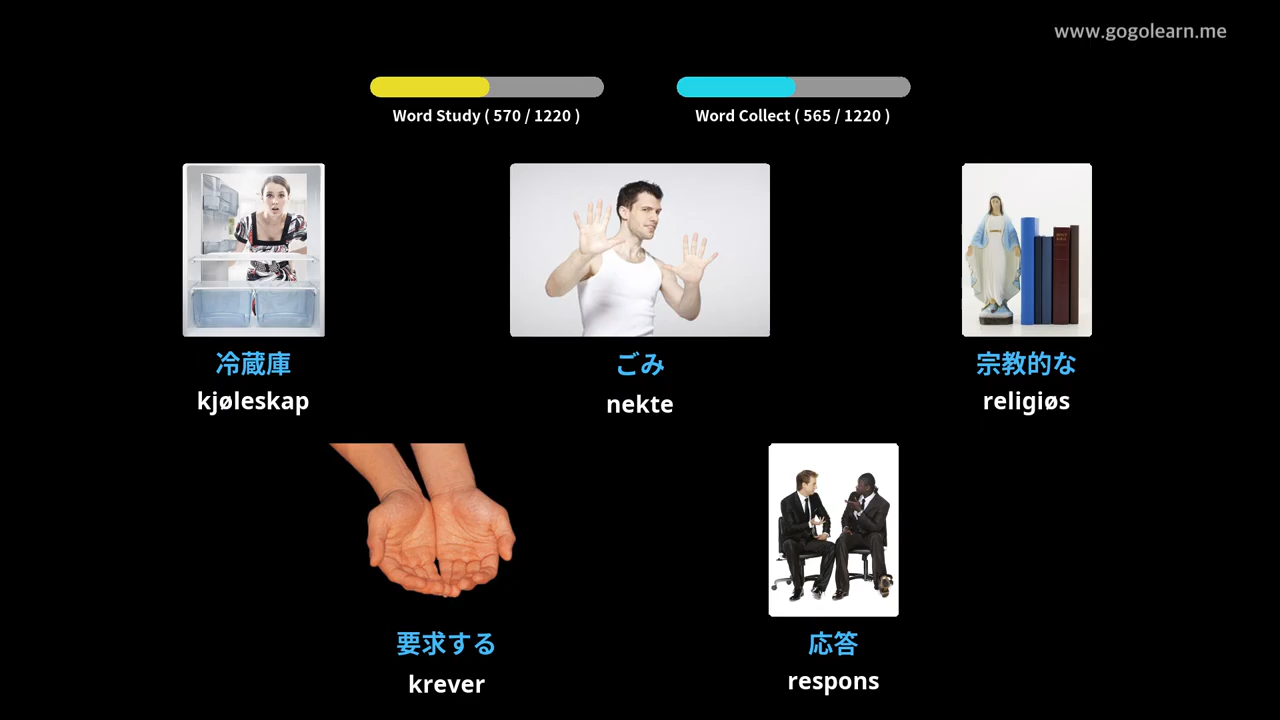 www.gogolearn.me
Word Study ( 570 / 1220 )
Word Collect ( 565 / 1220 )
冷蔵庫
kjøleskap
ごみ
nekte
宗教的な
religiøs
要求する
krever
応答
respons